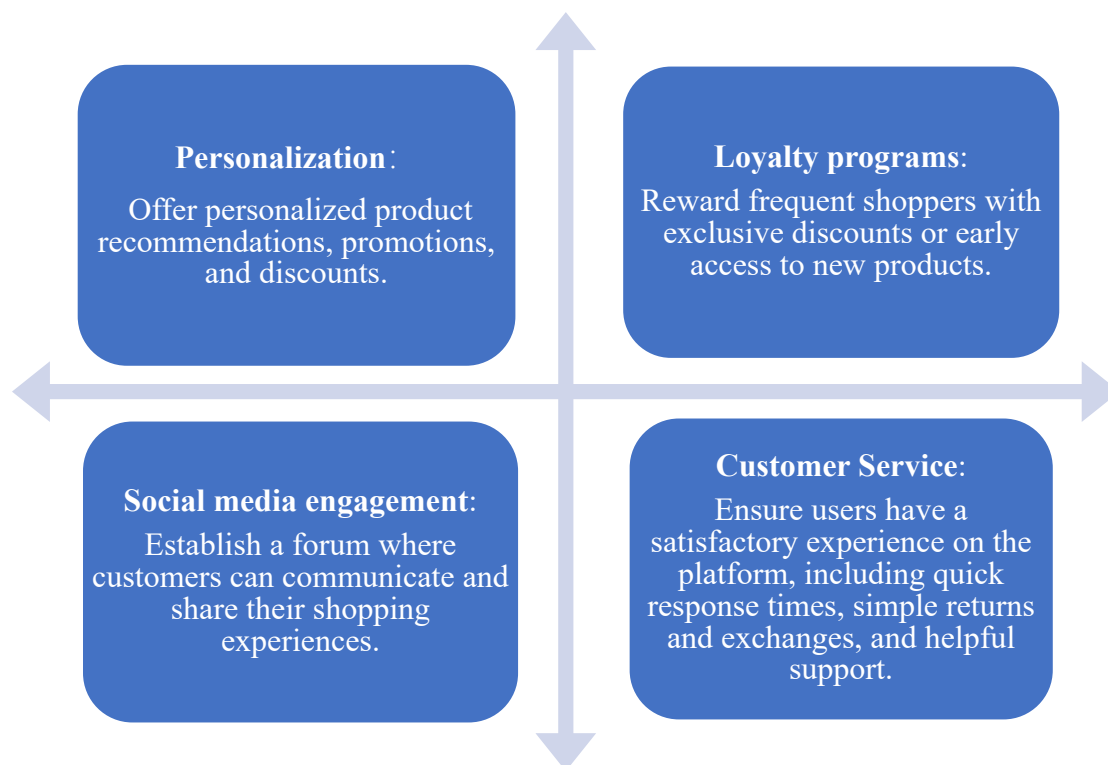 Personalization：
Offer personalized product
recommendations, promotions,
and discounts.
Loyalty programs:
Reward frequent shoppers with
exclusive discounts or early
access to new products.
Social media engagement:
Establish a forum where
customers can communicate and
share their shopping
experiences.
Customer Service:
Ensure users have a
satisfactory experience on the
platform, including quick
response times, simple returns
and exchanges, and helpful
support.